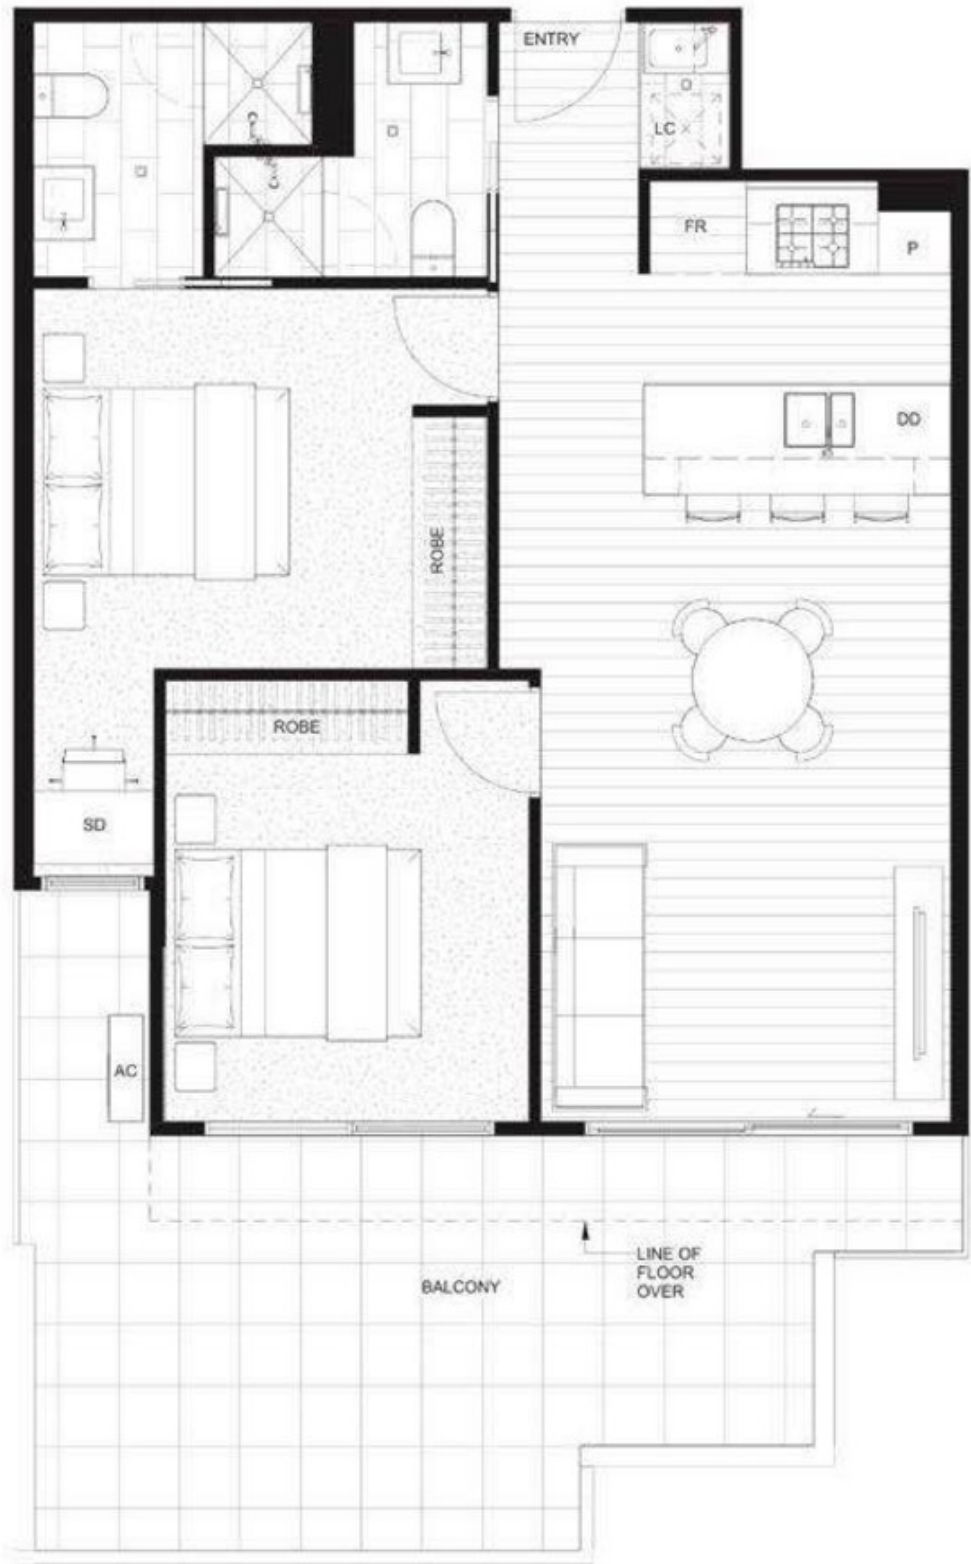 ENTRY
LC
FR
P
DD
ROBE
ROBE
SD
AC
LINE OF
FLOOR
OVER
BALCONY